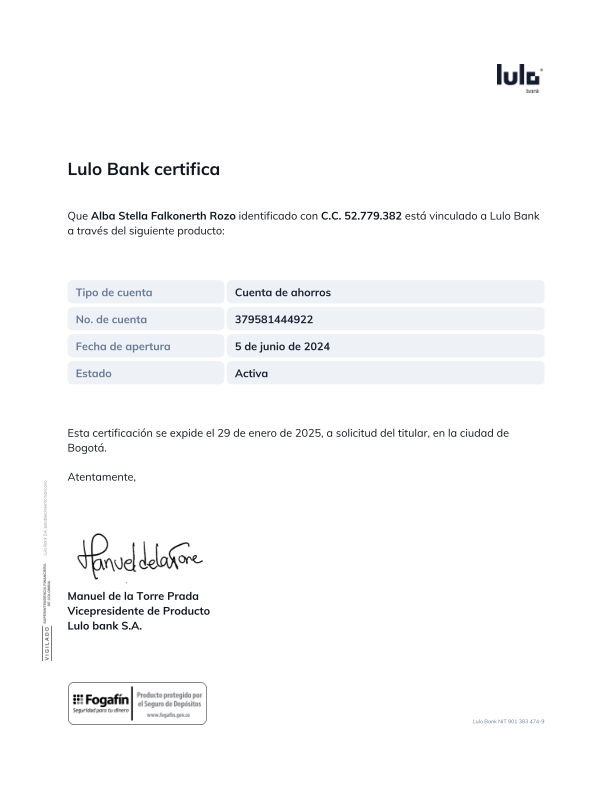 lulo
bank
Lulo Bank certifica
Que Alba Stella Falkonerth Rozo identificado con C.C. 52.779.382 está vinculado a Lulo Bank
a través del siguiente producto:
Tipo de cuenta Cuenta de ahorros
No. de cuenta 379581444922
Fecha de apertura 5 de junio de 2024
Estado Activa
Esta certificación se expide el 29 de enero de 2025, a solicitud del titular, en la ciudad de
Bogotá.
Atentamente,
Manuel de la Torre
Manuel de la Torre Prada
Vicepresidente de Producto
Lulo bank S.A.
VIGILADO
SUPERINTENDENCIA FINANCIERA
DE COLOMBIA
Fogafín
Seguridad para tu dinero
Producto protegido por
el Seguro de Depósitos
www.fogafin.gov.co
Lulo Bank NIT 901 383 474-9